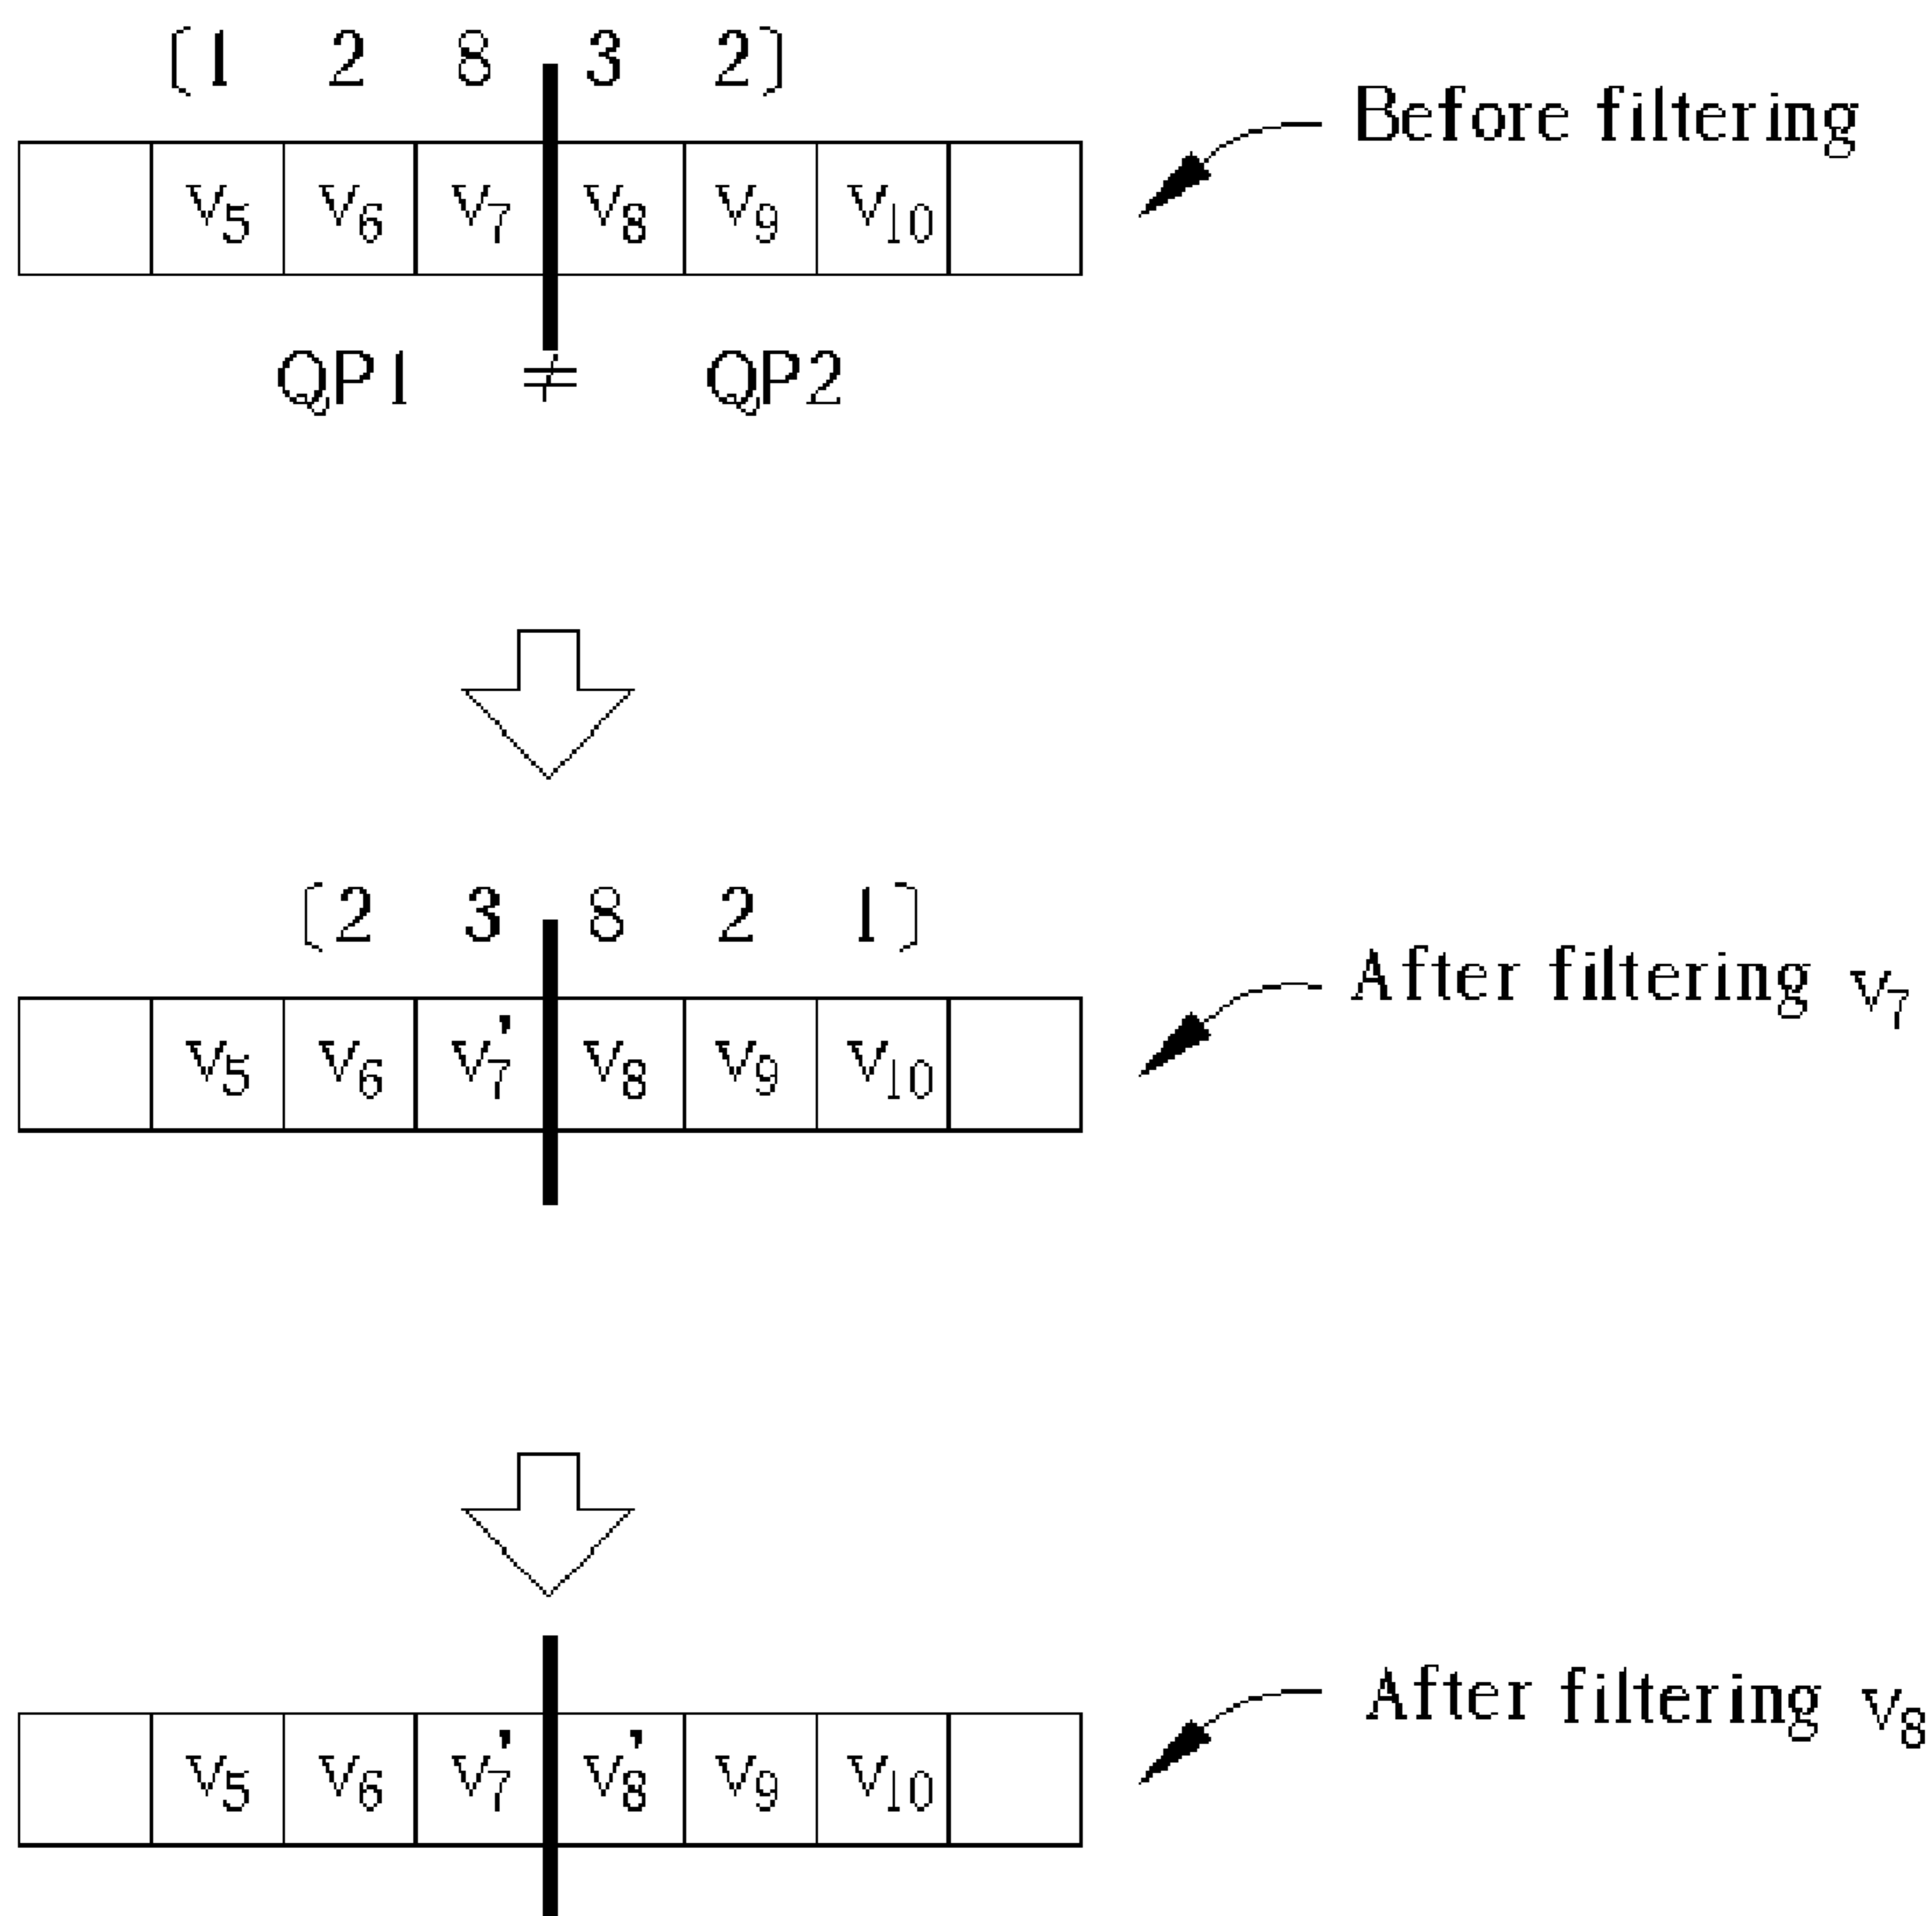 [1 2 8 3 2]
Before filtering
V5 V6 V7 V8 V9 V10
QP1 ≠ QP2
[2 3 8 2 1]
After filtering V7
V5 V6 V7' V8 V9 V10
After filtering V8
V5 V6 V7' V8' V9 V10